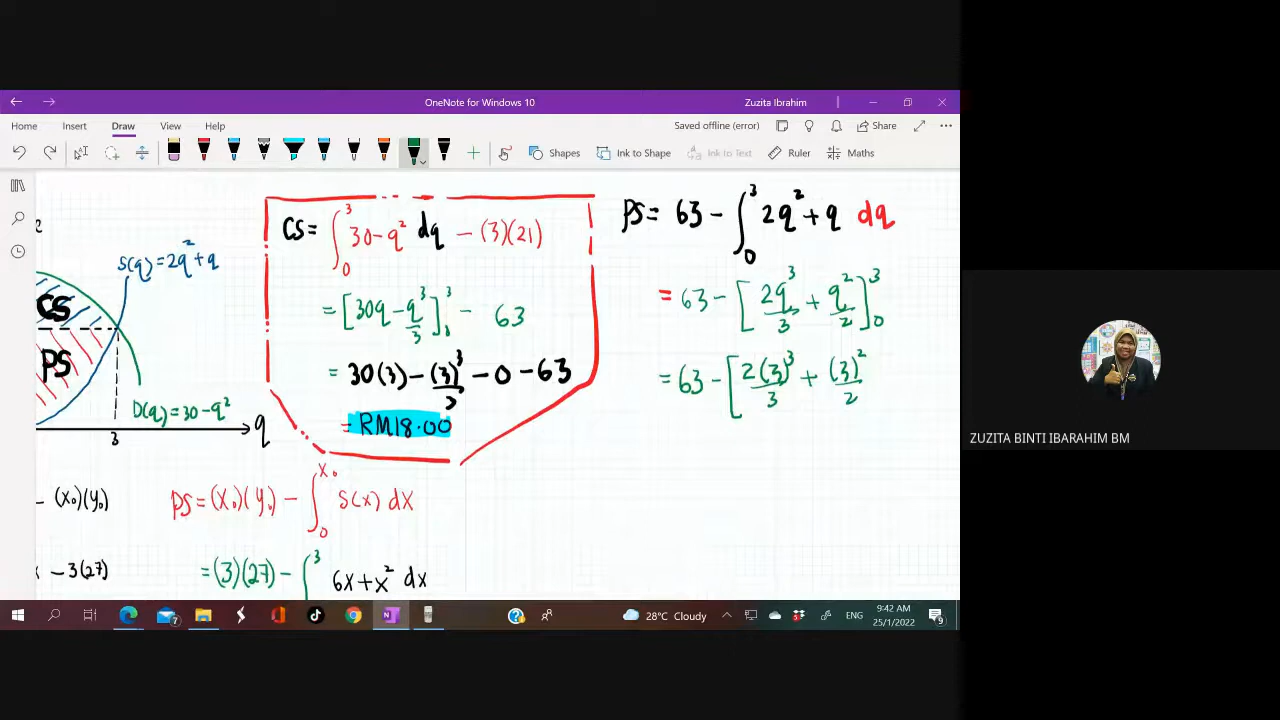 OneNote for Windows 10
Zuzita Ibrahim
Home Insert Draw View Help
Saved offline (error) Share
Shapes Ink to Shape Ink to Text Ruler Maths
S(q)=2q²+q
CS
PS
D(q)=30-q²
3
q
CS= ∫₀³ 30-q² dq - (3)(21)
= [30q - q³/3]₀³ - 63
= 30(3) - (3)³/3 - 0 - 63
= RM18.00
PS= 63 - ∫₀³ 2q²+q dq
= 63 - [2q³/3 + q²/2]₀³
= 63 - [2(3)³/3 + (3)²/2
- (x₀)(y₀)
PS = (x₀)(y₀) - ∫₀^x₀ S(x) dx
- 3(27)
= (3)(27) - ∫³ 6x+x² dx
ZUZITA BINTI IBARAHIM BM
28°C Cloudy
ENG
9:42 AM
25/1/2022